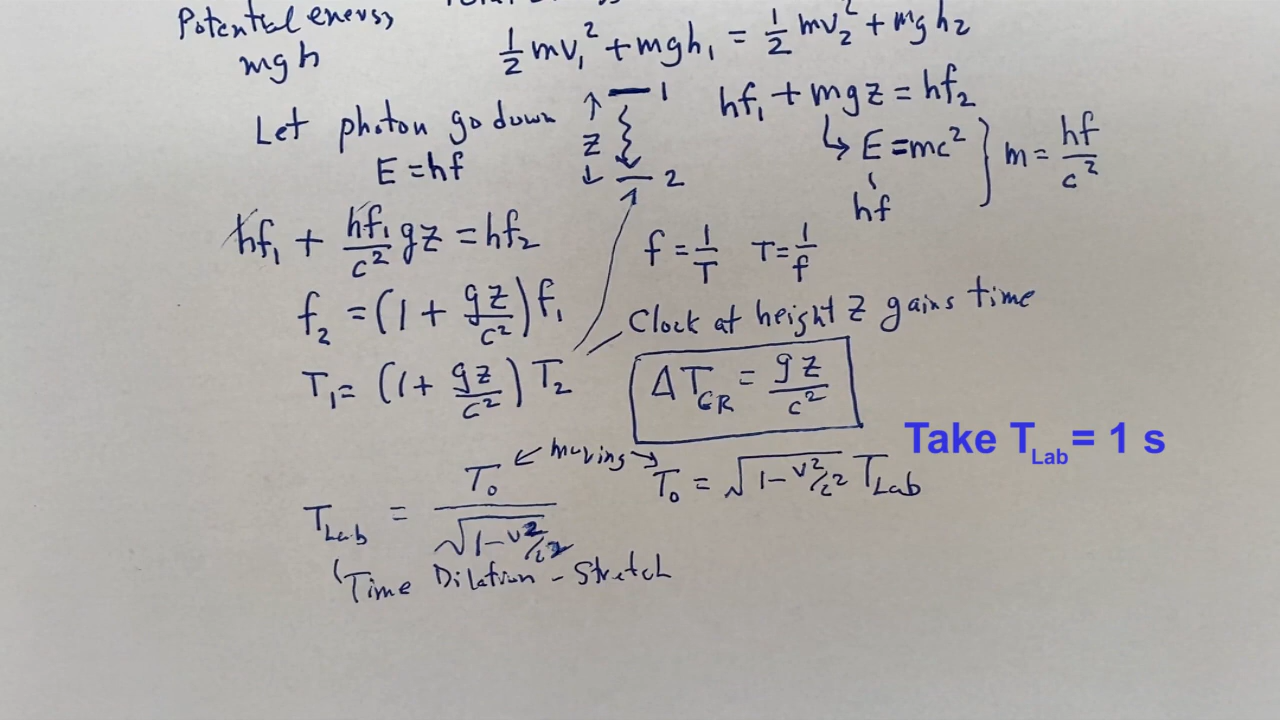 Potential energy
mgh
½mv₁² + mgh₁ = ½mv₂² + mgh₂
Let photon go down
E = hf
z
1
2
hf₁ + mgz = hf₂
↳ E = mc² } m = hf/c²
hf
hf₁ + hf₁/c² gz = hf₂
f = 1/T T = 1/f
f₂ = (1 + gz/c²) f₁
Clock at height z gains time
T₁ = (1 + gz/c²) T₂
ΔT_GR = gz/c²
Take T_Lab = 1 s
← moving →
T_Lab = T₀/√(1-v²/c²)
T₀ = √(1-v²/c²) T_Lab
Time Dilation - Stretch